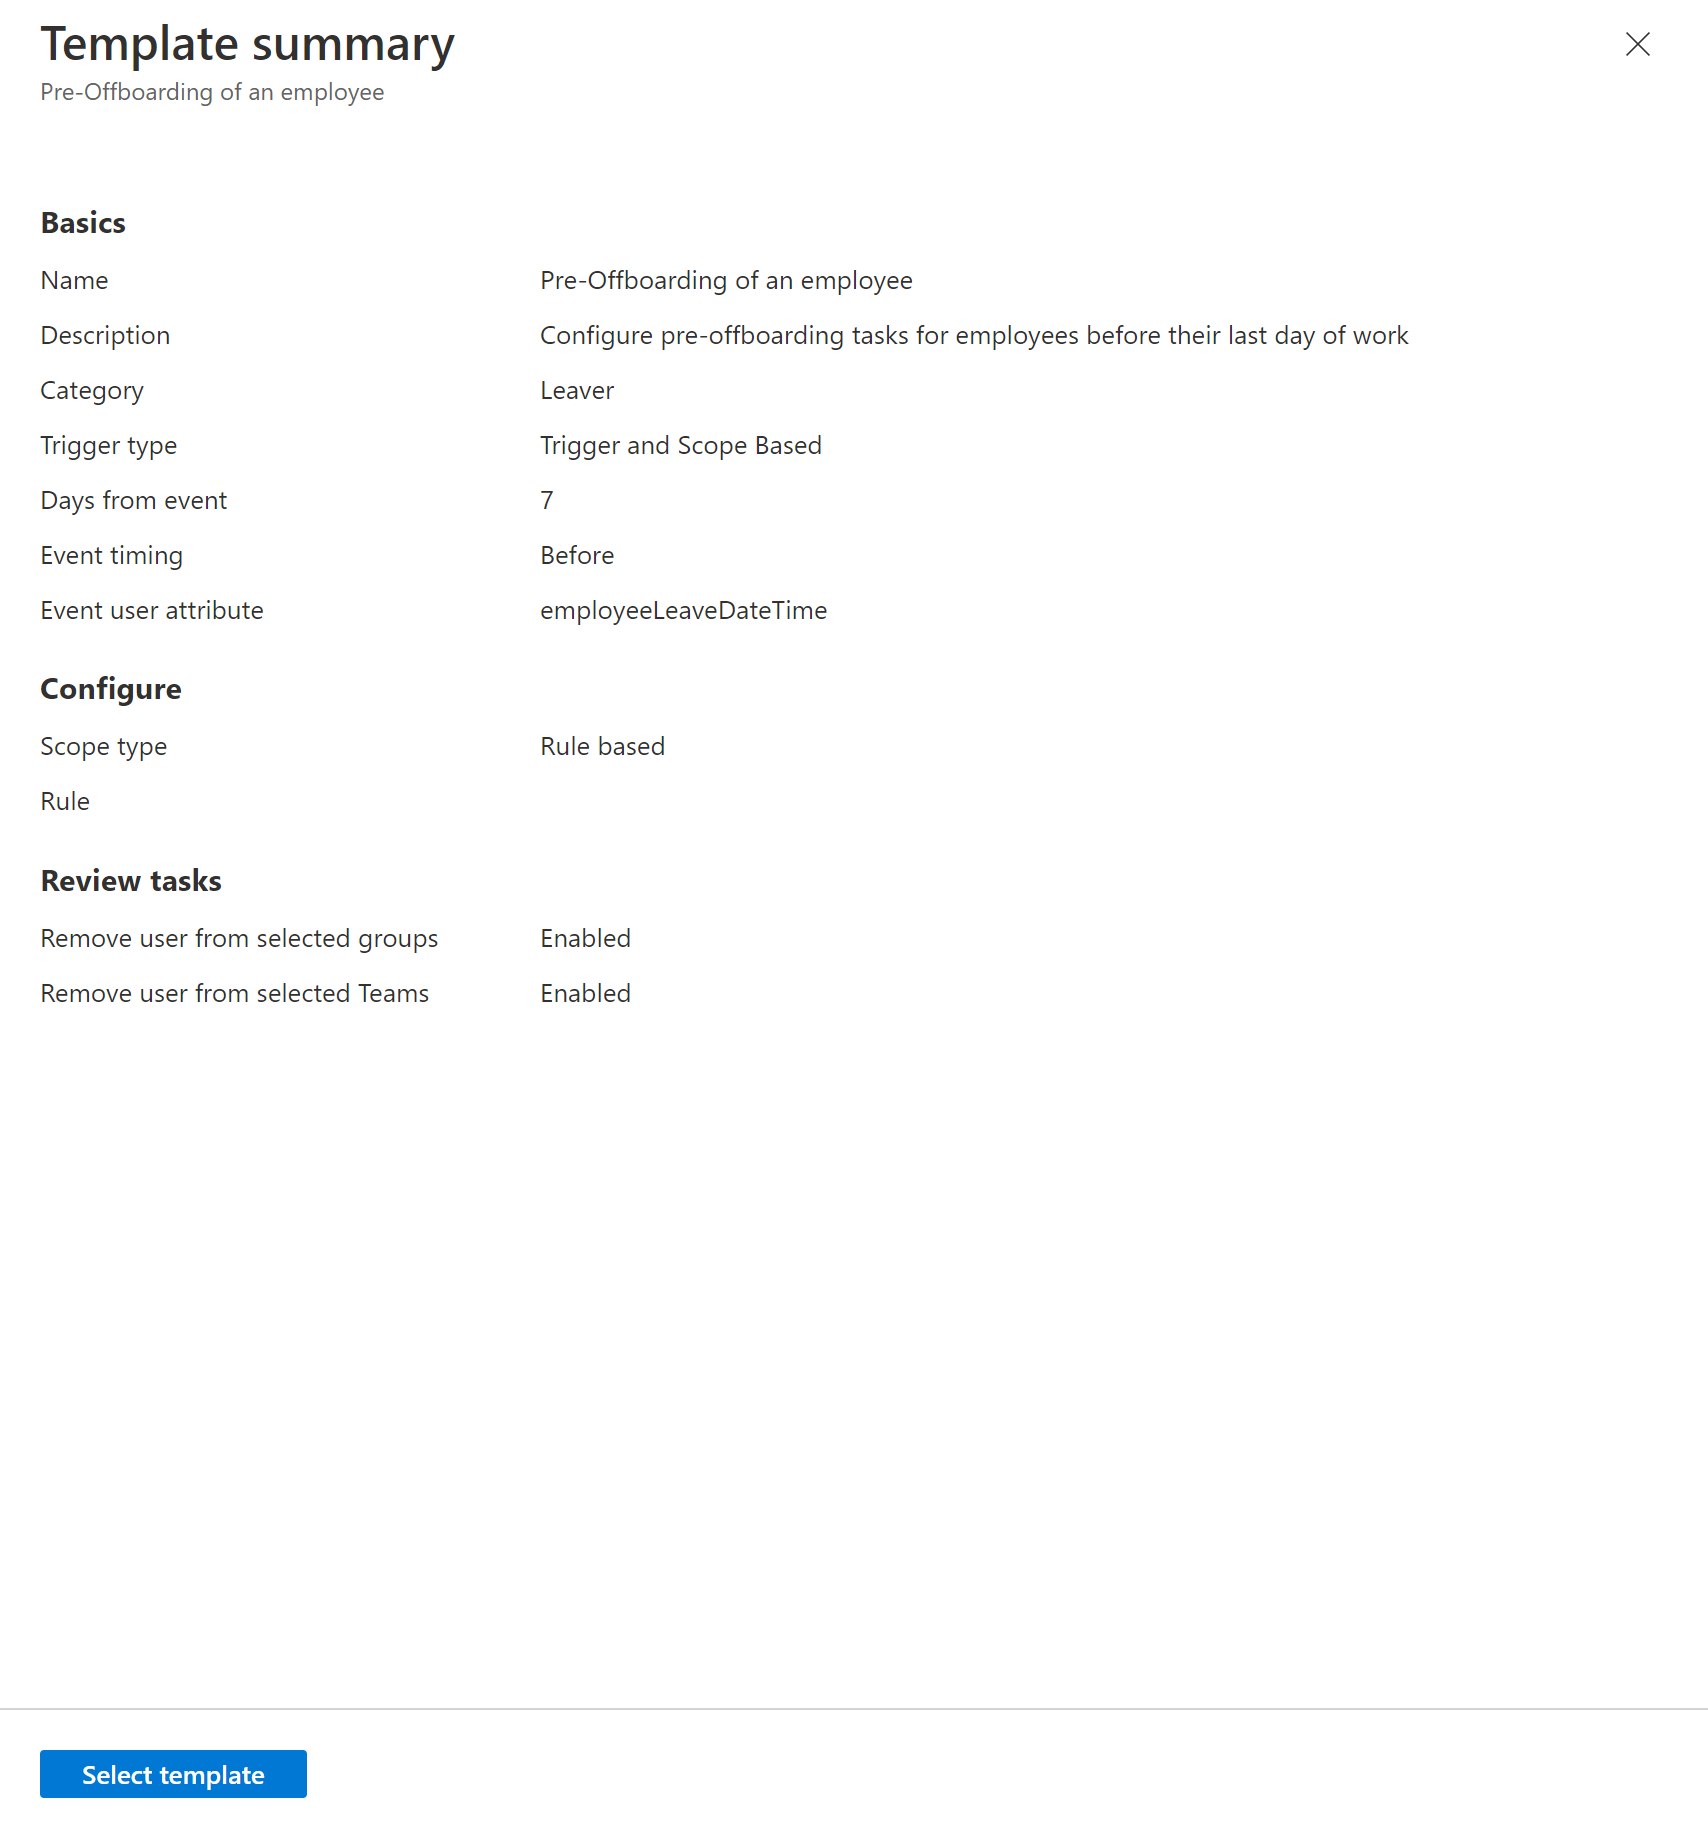 Template summary
Pre-Offboarding of an employee
Basics
Name Pre-Offboarding of an employee
Description Configure pre-offboarding tasks for employees before their last day of work
Category Leaver
Trigger type Trigger and Scope Based
Days from event 7
Event timing Before
Event user attribute employeeLeaveDateTime
Configure
Scope type Rule based
Rule
Review tasks
Remove user from selected groups Enabled
Remove user from selected Teams Enabled
Select template